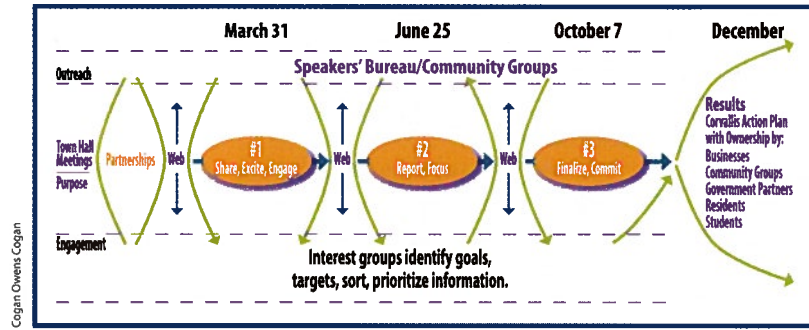 March 31
June 25
October 7
December
Outreach
Speakers' Bureau/Community Groups
Town Hall
Meetings
Purpose
Partnerships
Web
#1
Share, Excite, Engage
Web
#2
Report, Focus
Web
#3
Finalize, Commit
Results
Corvallis Action Plan
with Ownership by:
Businesses
Community Groups
Government Partners
Residents
Students
Engagement
Interest groups identify goals,
targets, sort, prioritize information.
Cogan Owens Cogan